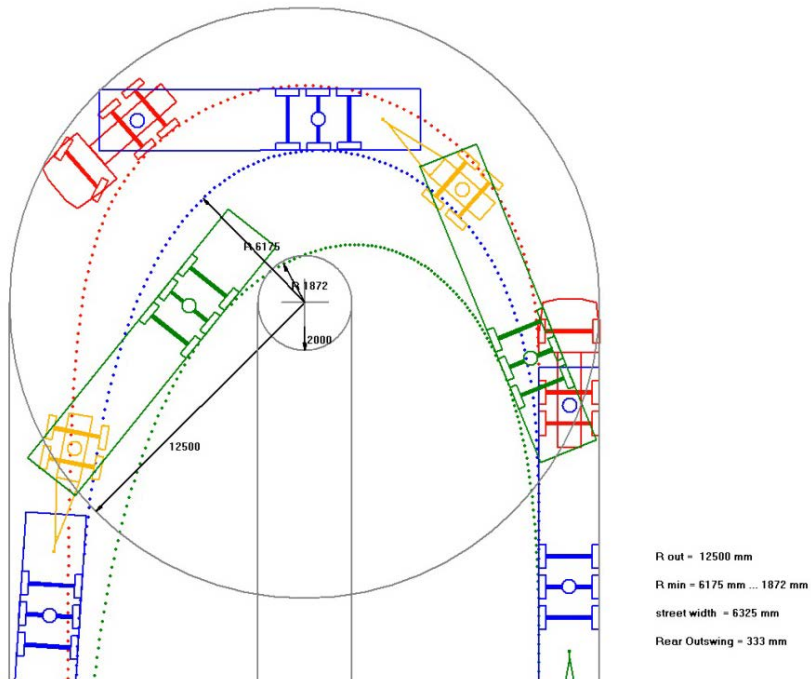 R 6175
R 1872
2000
12500
R out = 12500 mm
R min = 6175 mm ... 1872 mm
street width = 6325 mm
Rear Outswing = 333 mm